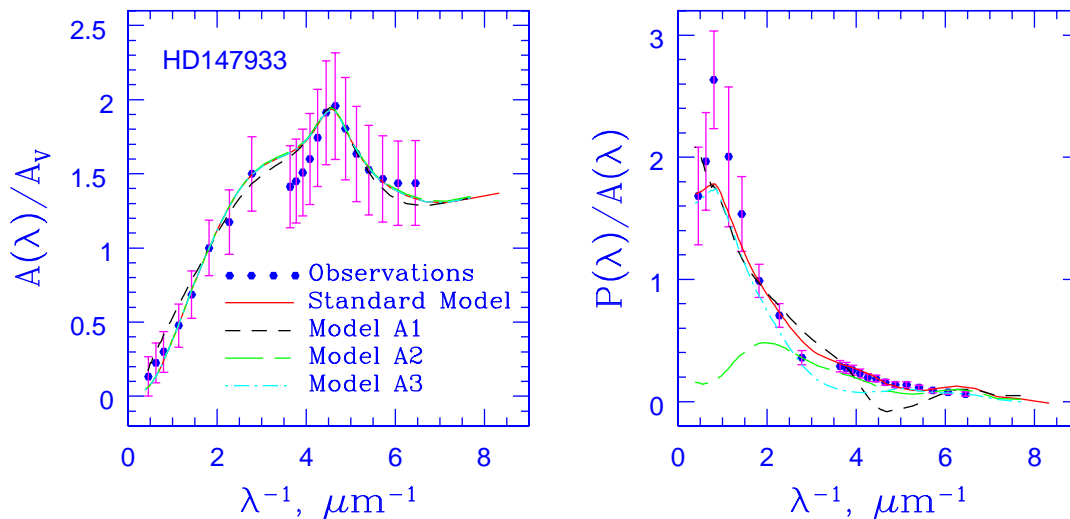 HD147933
A(λ)/A_V
2.5
2
1.5
1
0.5
0
Observations
Standard Model
Model A1
Model A2
Model A3
0 2 4 6 8
λ⁻¹, μm⁻¹
P(λ)/A(λ)
3
2
1
0
0 2 4 6 8
λ⁻¹, μm⁻¹